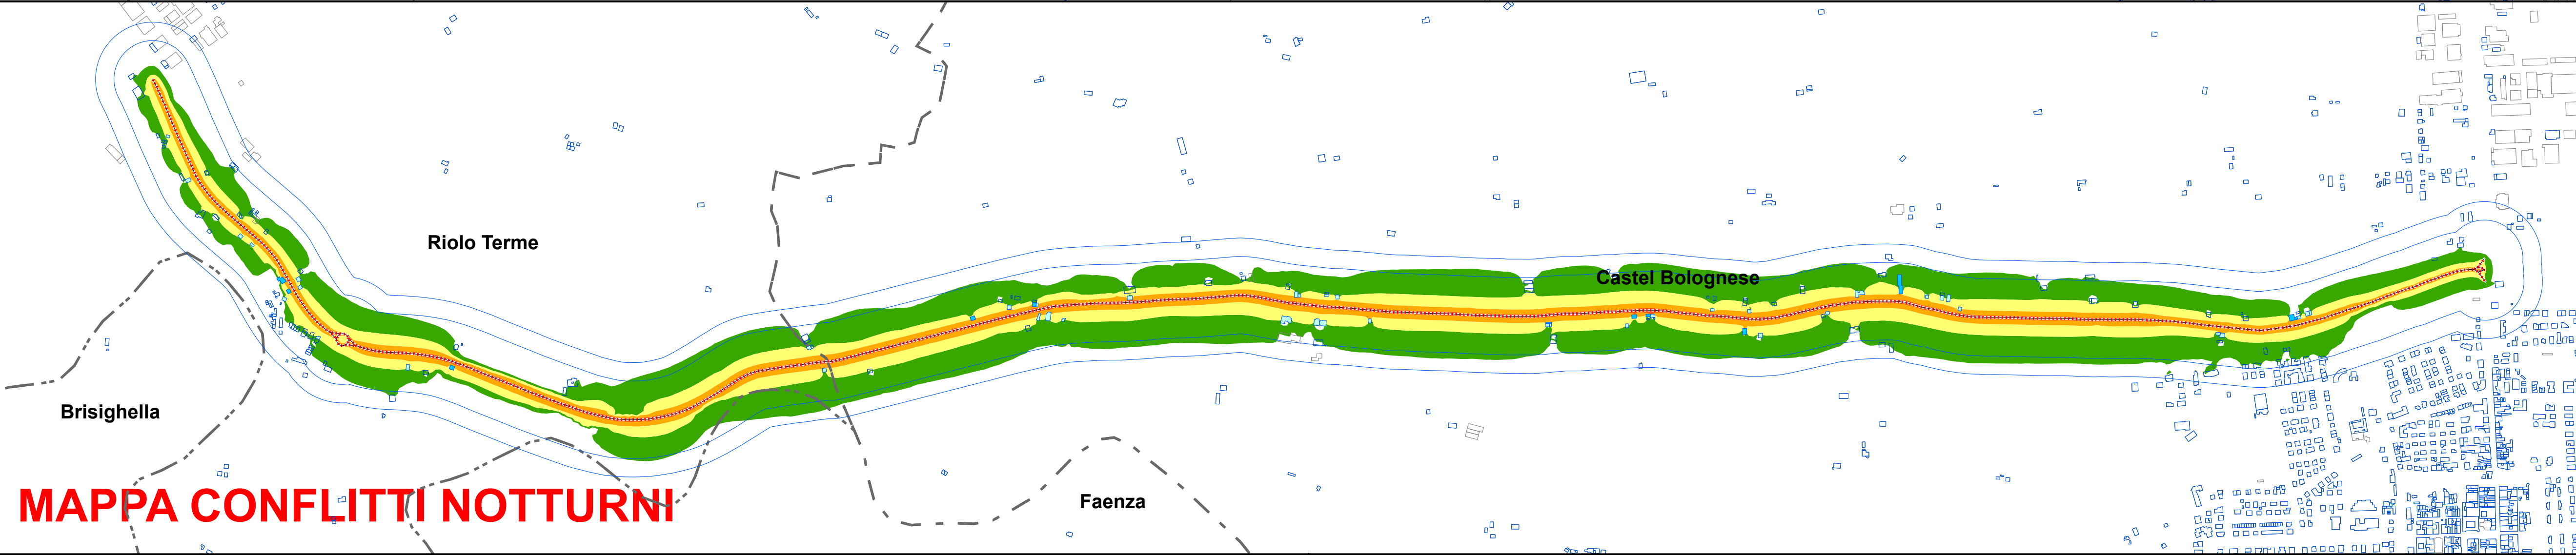 Riolo Terme
Castel Bolognese
Brisighella
Faenza
MAPPA CONFLITTI NOTTURNI